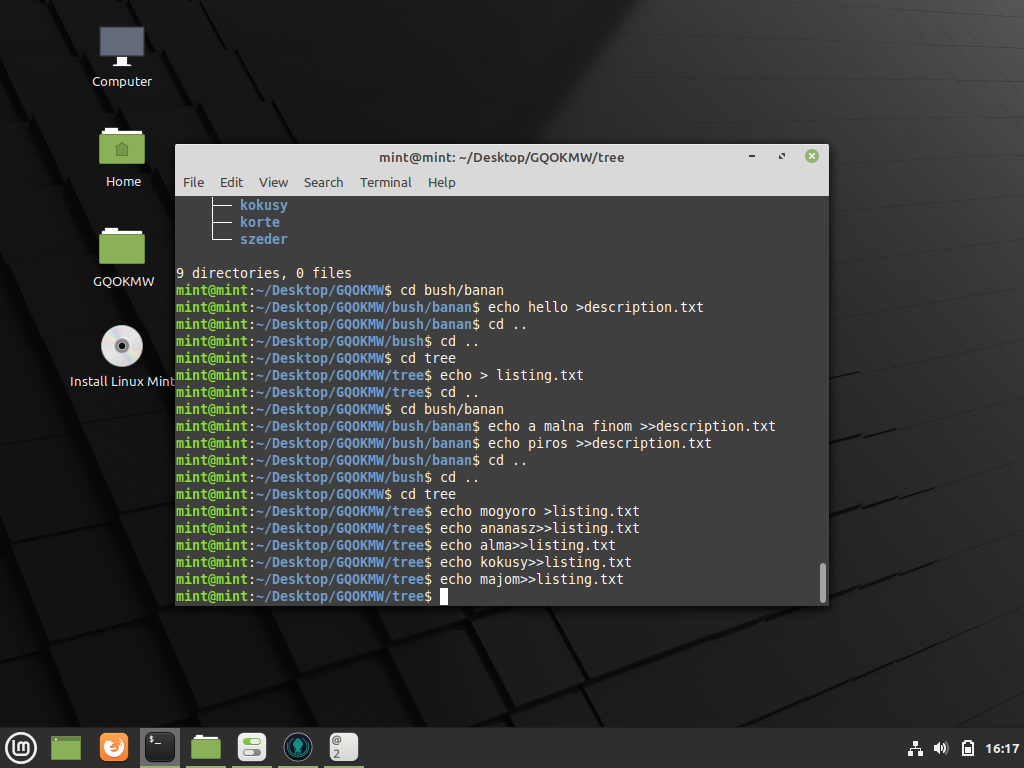 Computer
Home
GQOKMW
Install Linux Mint
mint@mint: ~/Desktop/GQOKMW/tree
File Edit View Search Terminal Help
├── kokusy
├── korte
└── szeder
9 directories, 0 files
mint@mint:~/Desktop/GQOKMW$ cd bush/banan
mint@mint:~/Desktop/GQOKMW/bush/banan$ echo hello >description.txt
mint@mint:~/Desktop/GQOKMW/bush/banan$ cd ..
mint@mint:~/Desktop/GQOKMW/bush$ cd ..
mint@mint:~/Desktop/GQOKMW$ cd tree
mint@mint:~/Desktop/GQOKMW/tree$ echo > listing.txt
mint@mint:~/Desktop/GQOKMW/tree$ cd ..
mint@mint:~/Desktop/GQOKMW$ cd bush/banan
mint@mint:~/Desktop/GQOKMW/bush/banan$ echo a malna finom >>description.txt
mint@mint:~/Desktop/GQOKMW/bush/banan$ echo piros >>description.txt
mint@mint:~/Desktop/GQOKMW/bush/banan$ cd ..
mint@mint:~/Desktop/GQOKMW/bush$ cd ..
mint@mint:~/Desktop/GQOKMW$ cd tree
mint@mint:~/Desktop/GQOKMW/tree$ echo mogyoro >listing.txt
mint@mint:~/Desktop/GQOKMW/tree$ echo ananasz>>listing.txt
mint@mint:~/Desktop/GQOKMW/tree$ echo alma>>listing.txt
mint@mint:~/Desktop/GQOKMW/tree$ echo kokusy>>listing.txt
mint@mint:~/Desktop/GQOKMW/tree$ echo majom>>listing.txt
mint@mint:~/Desktop/GQOKMW/tree$
$_
@
2
16:17